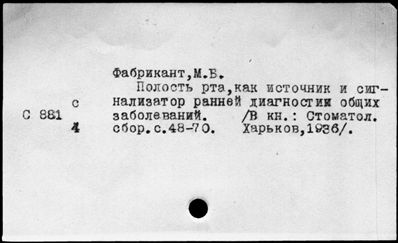 Фабрикант,М.Б.
Полость рта,как источник и сиг-
с нализатор ранней диагностии общих
С 881 заболеваний. /В кн.: Стоматол.
4 сбор.с.48-70. Харьков,1936/.